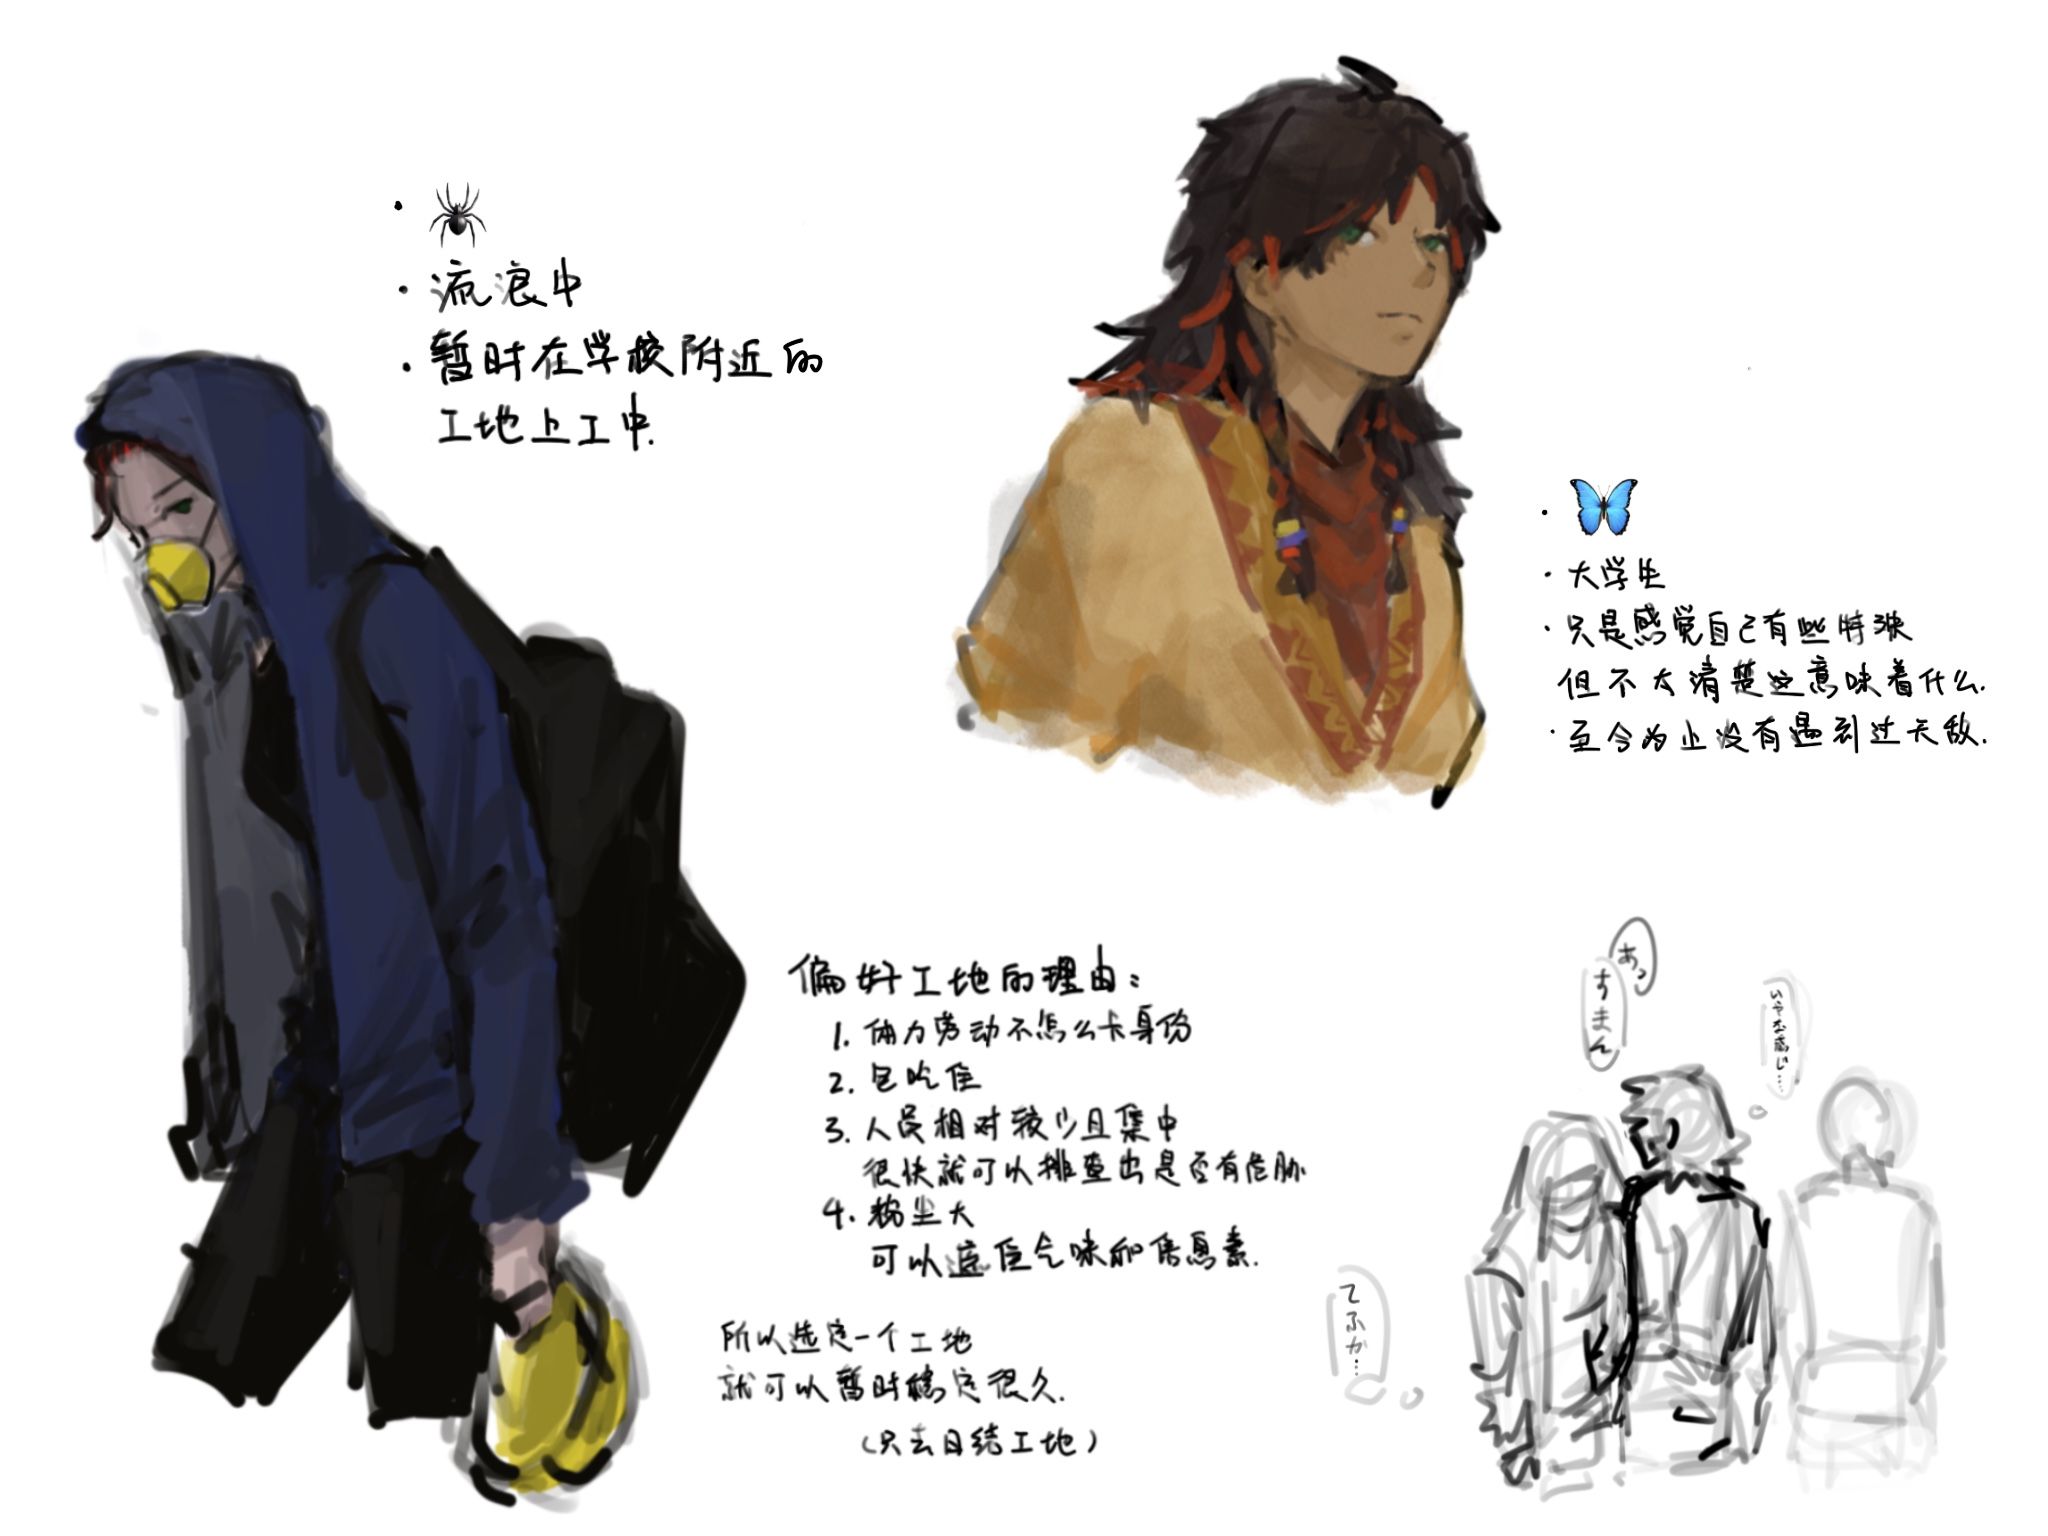 流浪中
暂时在学校附近的
工地上工中.
大学生
只是感觉自己有些特殊
但不太清楚这意味着什么.
至今为止没有遇到过天敌.
偏好工地的理由:
1. 体力劳动不怎么卡身份
2. 包吃住
3. 人员相对较少且集中
很快就可以排查出是否有危胁
4. 粉尘大
可以遮住气味和信息素.
所以选定一个工地
就可以暂时稳定很久.
(只去日结工地)
あっ
すまん
いやな感じ…
でふか…